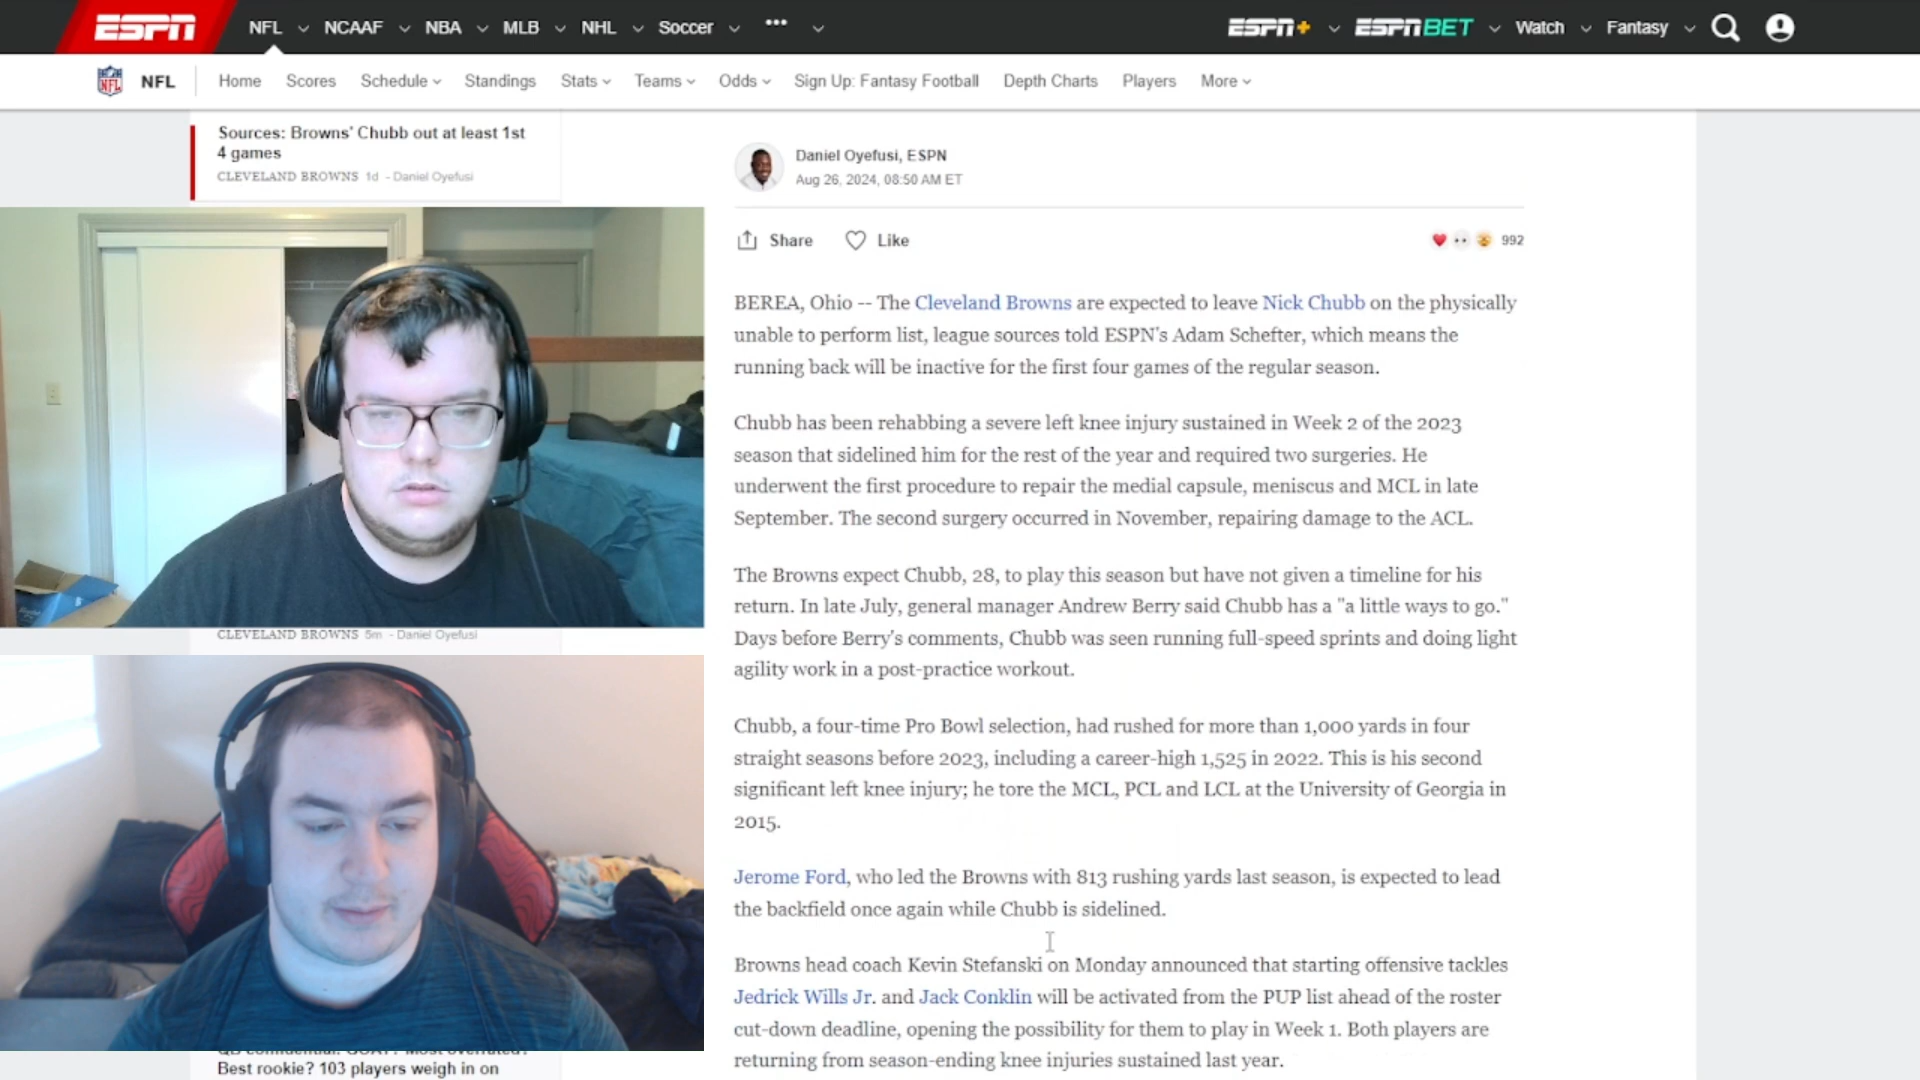 ESPN NFL NCAAF NBA MLB NHL Soccer ••• ESPN+ ESPN BET Watch Fantasy
NFL NFL Home Scores Schedule Standings Stats Teams Odds Sign Up: Fantasy Football Depth Charts Players More
Sources: Browns' Chubb out at least 1st
4 games
CLEVELAND BROWNS 1d - Daniel Oyefusi
CLEVELAND BROWNS 5m - Daniel Oyefusi
QB confidential: GOAT? Most overrated?
Best rookie? 103 players weigh in on
Daniel Oyefusi, ESPN
Aug 26, 2024, 08:50 AM ET
Share Like 992
BEREA, Ohio -- The Cleveland Browns are expected to leave Nick Chubb on the physically
unable to perform list, league sources told ESPN's Adam Schefter, which means the
running back will be inactive for the first four games of the regular season.
Chubb has been rehabbing a severe left knee injury sustained in Week 2 of the 2023
season that sidelined him for the rest of the year and required two surgeries. He
underwent the first procedure to repair the medial capsule, meniscus and MCL in late
September. The second surgery occurred in November, repairing damage to the ACL.
The Browns expect Chubb, 28, to play this season but have not given a timeline for his
return. In late July, general manager Andrew Berry said Chubb has a "a little ways to go."
Days before Berry's comments, Chubb was seen running full-speed sprints and doing light
agility work in a post-practice workout.
Chubb, a four-time Pro Bowl selection, had rushed for more than 1,000 yards in four
straight seasons before 2023, including a career-high 1,525 in 2022. This is his second
significant left knee injury; he tore the MCL, PCL and LCL at the University of Georgia in
2015.
Jerome Ford, who led the Browns with 813 rushing yards last season, is expected to lead
the backfield once again while Chubb is sidelined.
Browns head coach Kevin Stefanski on Monday announced that starting offensive tackles
Jedrick Wills Jr. and Jack Conklin will be activated from the PUP list ahead of the roster
cut-down deadline, opening the possibility for them to play in Week 1. Both players are
returning from season-ending knee injuries sustained last year.